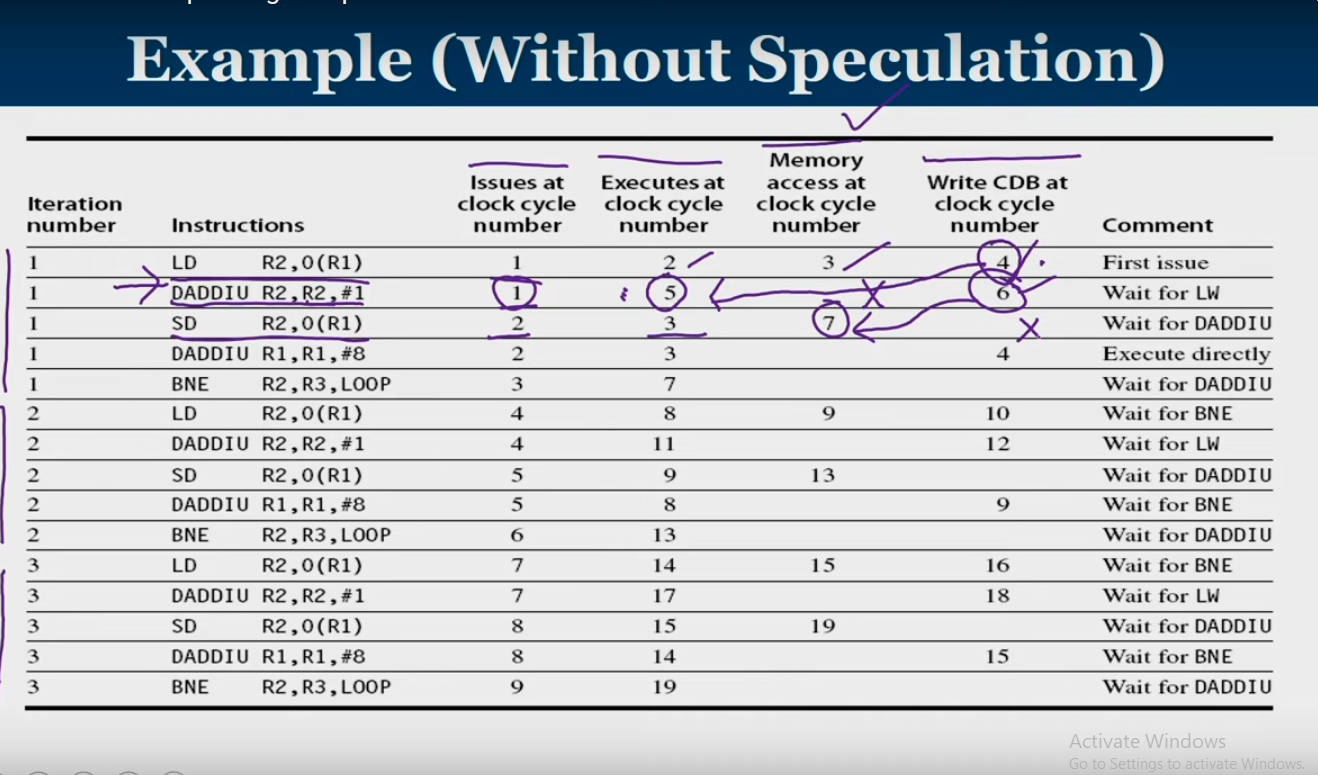 Example (Without Speculation)
Iteration number Instructions Issues at clock cycle number Executes at clock cycle number Memory access at clock cycle number Write CDB at clock cycle number Comment
1 LD R2,0(R1) 1 2 3 4 First issue
1 DADDIU R2,R2,#1 1 5 6 Wait for LW
1 SD R2,0(R1) 2 3 7 Wait for DADDIU
1 DADDIU R1,R1,#8 2 3 4 Execute directly
1 BNE R2,R3,LOOP 3 7 Wait for DADDIU
2 LD R2,0(R1) 4 8 9 10 Wait for BNE
2 DADDIU R2,R2,#1 4 11 12 Wait for LW
2 SD R2,0(R1) 5 9 13 Wait for DADDIU
2 DADDIU R1,R1,#8 5 8 9 Wait for BNE
2 BNE R2,R3,LOOP 6 13 Wait for DADDIU
3 LD R2,0(R1) 7 14 15 16 Wait for BNE
3 DADDIU R2,R2,#1 7 17 18 Wait for LW
3 SD R2,0(R1) 8 15 19 Wait for DADDIU
3 DADDIU R1,R1,#8 8 14 15 Wait for BNE
3 BNE R2,R3,LOOP 9 19 Wait for DADDIU
Activate Windows
Go to Settings to activate Windows.